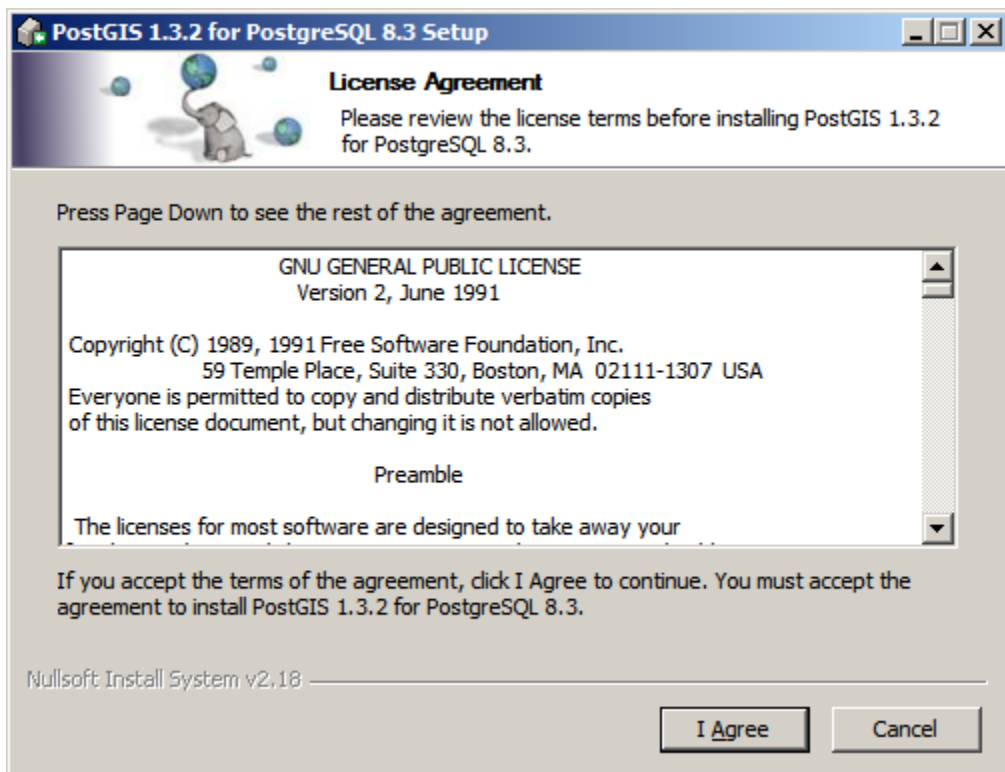 PostGIS 1.3.2 for PostgreSQL 8.3 Setup
License Agreement
Please review the license terms before installing PostGIS 1.3.2
for PostgreSQL 8.3.
Press Page Down to see the rest of the agreement.
GNU GENERAL PUBLIC LICENSE
Version 2, June 1991
Copyright (C) 1989, 1991 Free Software Foundation, Inc.
59 Temple Place, Suite 330, Boston, MA 02111-1307 USA
Everyone is permitted to copy and distribute verbatim copies
of this license document, but changing it is not allowed.
Preamble
The licenses for most software are designed to take away your
If you accept the terms of the agreement, click I Agree to continue. You must accept the
agreement to install PostGIS 1.3.2 for PostgreSQL 8.3.
Nullsoft Install System v2.18
I Agree
Cancel